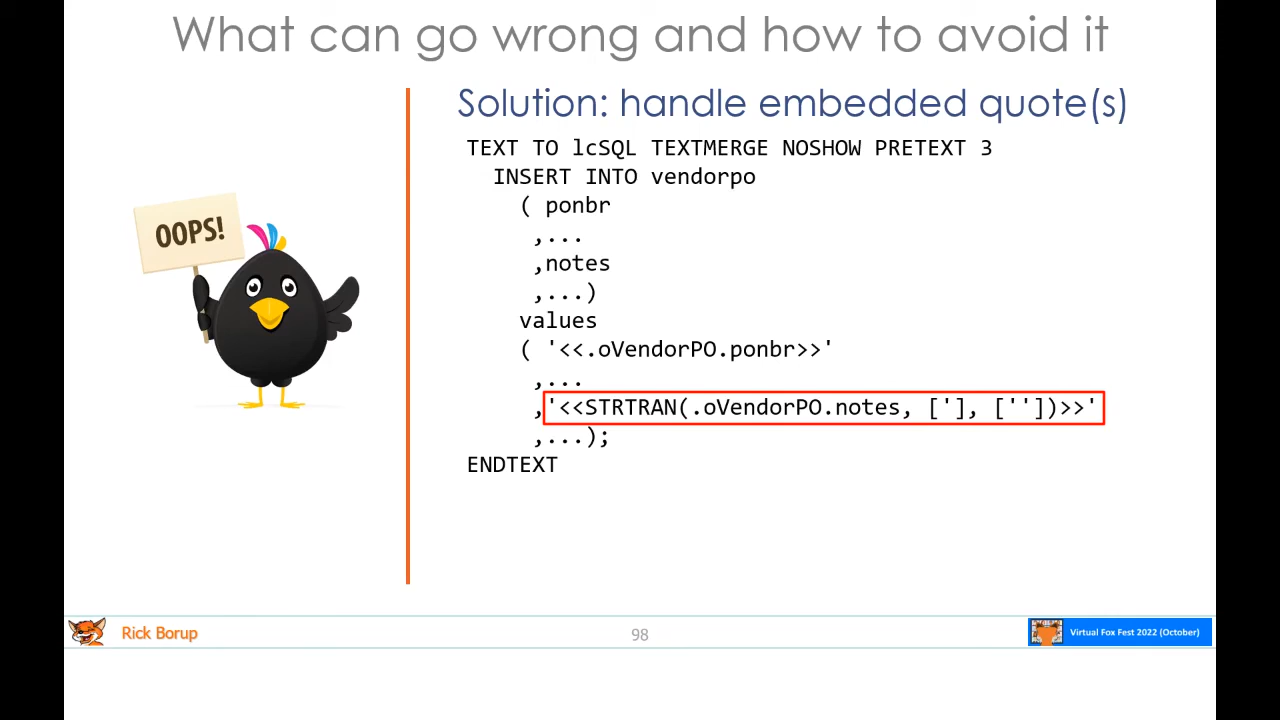 What can go wrong and how to avoid it
OOPS!
Solution: handle embedded quote(s)
TEXT TO lcSQL TEXTMERGE NOSHOW PRETEXT 3
INSERT INTO vendorpo
( ponbr
,...
,notes
,...)
values
( '<<.oVendorPO.ponbr>>'
,...
,'<<STRTRAN(.oVendorPO.notes, ['], [''])>>'
,...);
ENDTEXT
Rick Borup
98
Virtual Fox Fest 2022 (October)